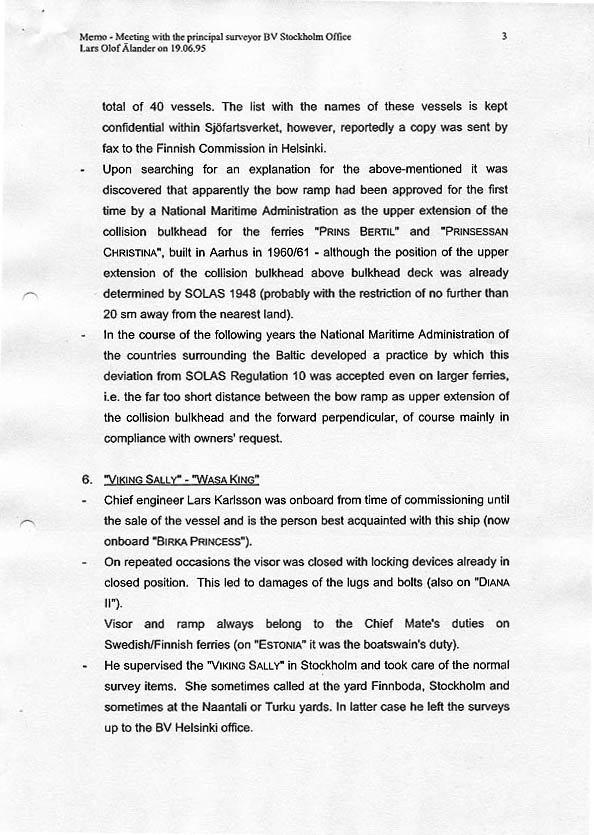 Memo - Meeting with the principal surveyor BV Stockholm Office 3
Lars Olof Ålander on 19.06.95
total of 40 vessels. The list with the names of these vessels is kept
confidential within Sjöfartsverket, however, reportedly a copy was sent by
fax to the Finnish Commission in Helsinki.
- Upon searching for an explanation for the above-mentioned it was
discovered that apparently the bow ramp had been approved for the first
time by a National Maritime Administration as the upper extension of the
collision bulkhead for the ferries "PRINS BERTIL" and "PRINSESSAN
CHRISTINA", built in Aarhus in 1960/61 - although the position of the upper
extension of the collision bulkhead above bulkhead deck was already
determined by SOLAS 1948 (probably with the restriction of no further than
20 sm away from the nearest land).
- In the course of the following years the National Maritime Administration of
the countries surrounding the Baltic developed a practice by which this
deviation from SOLAS Regulation 10 was accepted even on larger ferries,
i.e. the far too short distance between the bow ramp as upper extension of
the collision bulkhead and the forward perpendicular, of course mainly in
compliance with owners' request.
6. "VIKING SALLY" - "WASA KING"
- Chief engineer Lars Karlsson was onboard from time of commissioning until
the sale of the vessel and is the person best acquainted with this ship (now
onboard "BIRKA PRINCESS").
- On repeated occasions the visor was closed with locking devices already in
closed position. This led to damages of the lugs and bolts (also on "DIANA
II").
Visor and ramp always belong to the Chief Mate's duties on
Swedish/Finnish ferries (on "ESTONIA" it was the boatswain's duty).
- He supervised the "VIKING SALLY" in Stockholm and took care of the normal
survey items. She sometimes called at the yard Finnboda, Stockholm and
sometimes at the Naantali or Turku yards. In latter case he left the surveys
up to the BV Helsinki office.